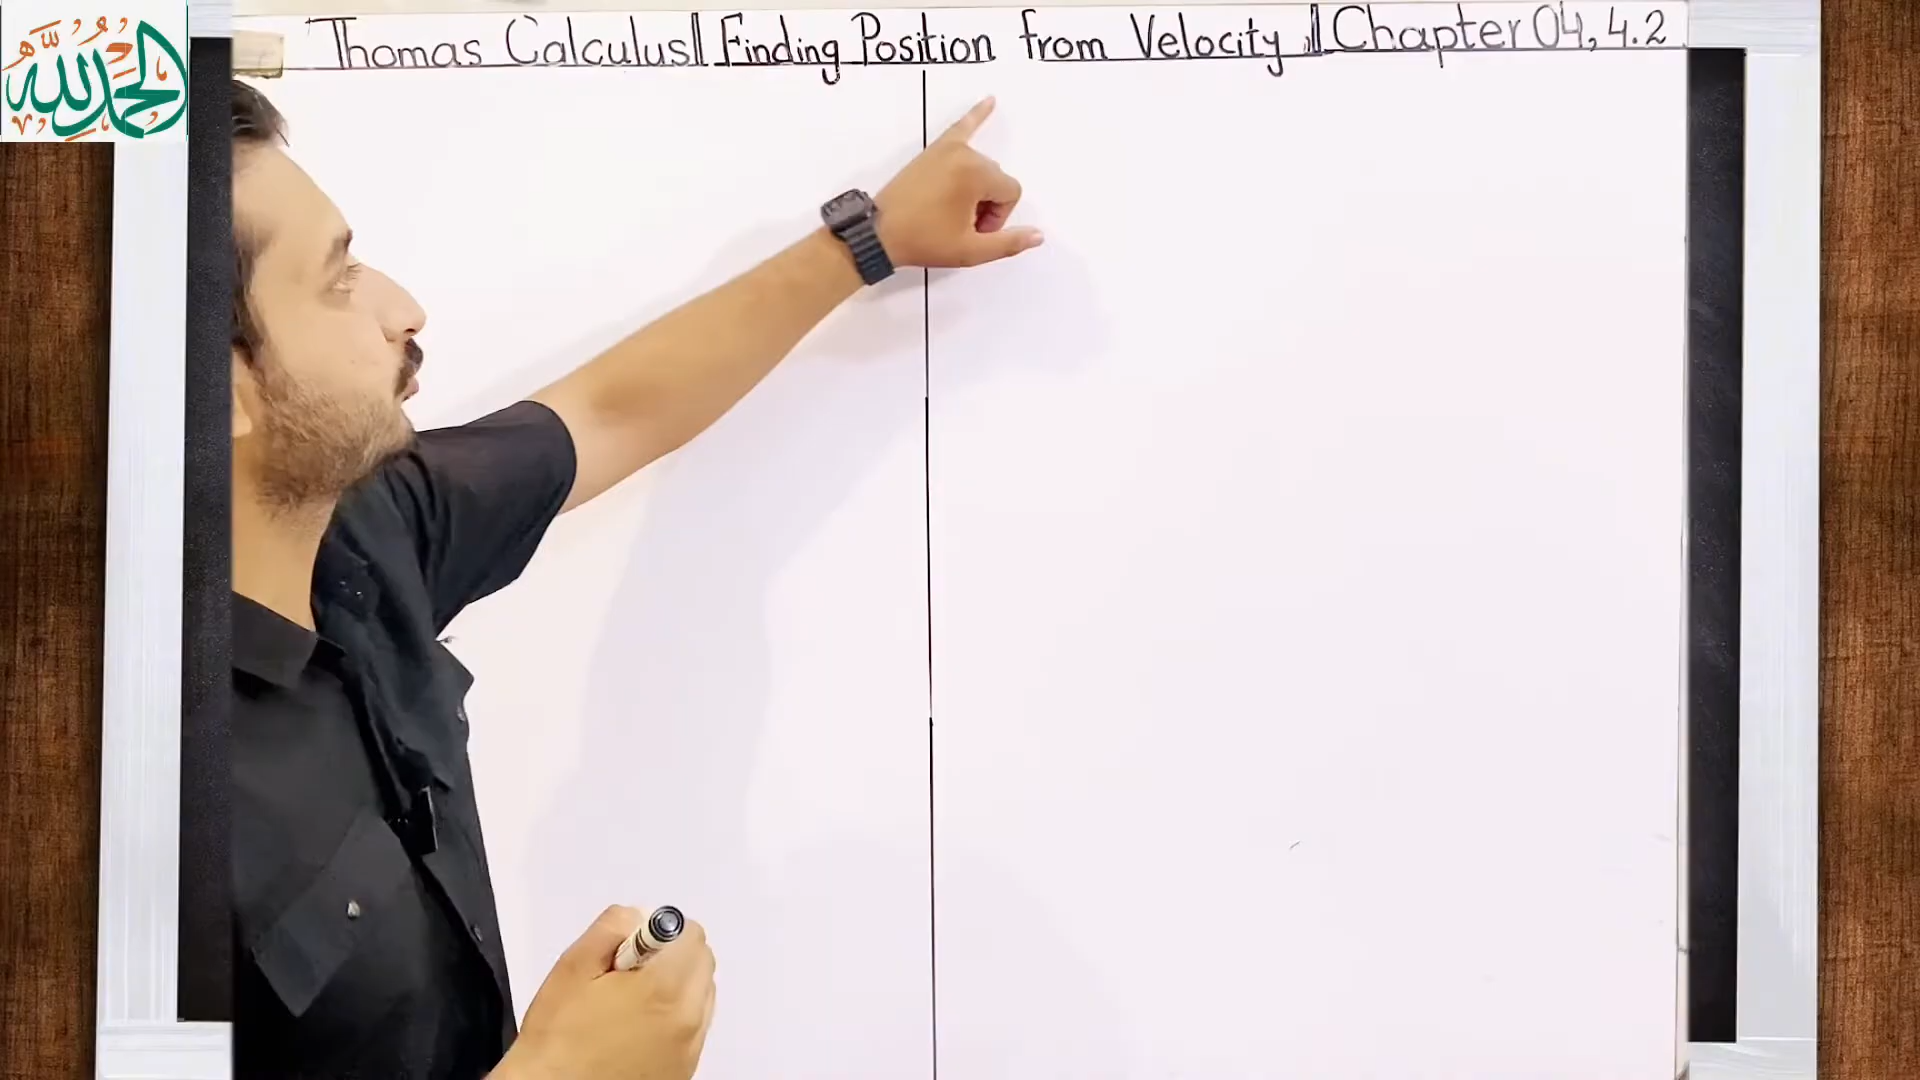 الحمد لله
Thomas Calculus || Finding Position from Velocity || Chapter 04, 4.2